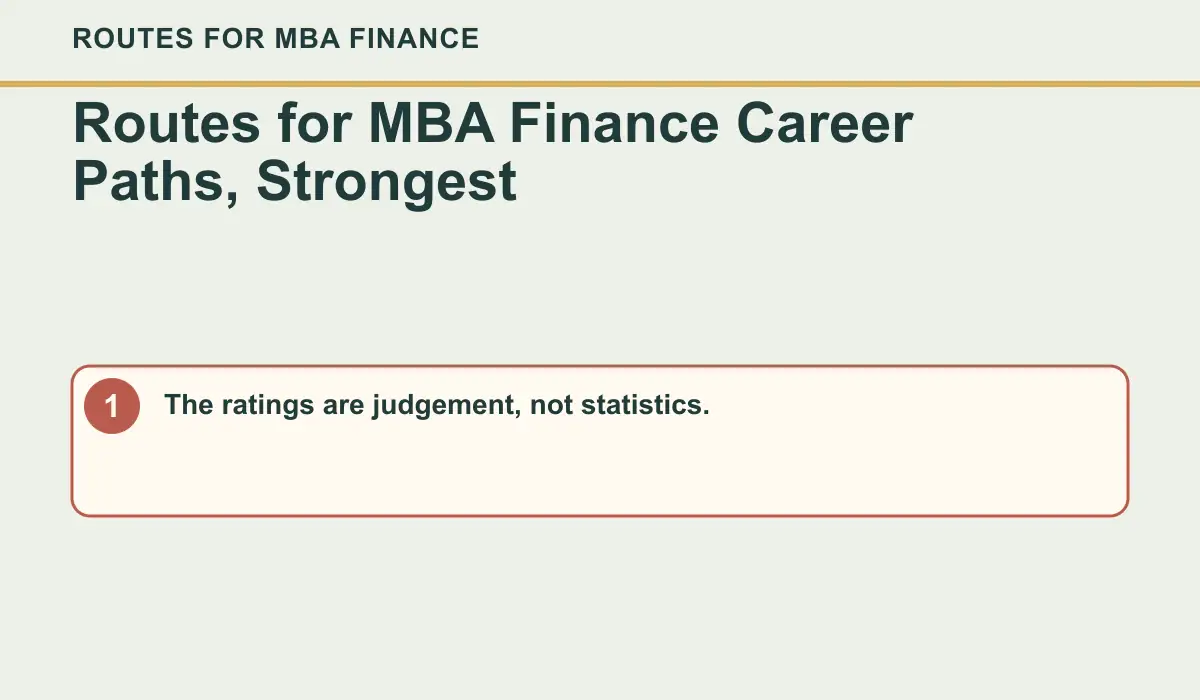 ROUTES FOR MBA FINANCE
Routes for MBA Finance Career
Paths, Strongest
1 The ratings are judgement, not statistics.